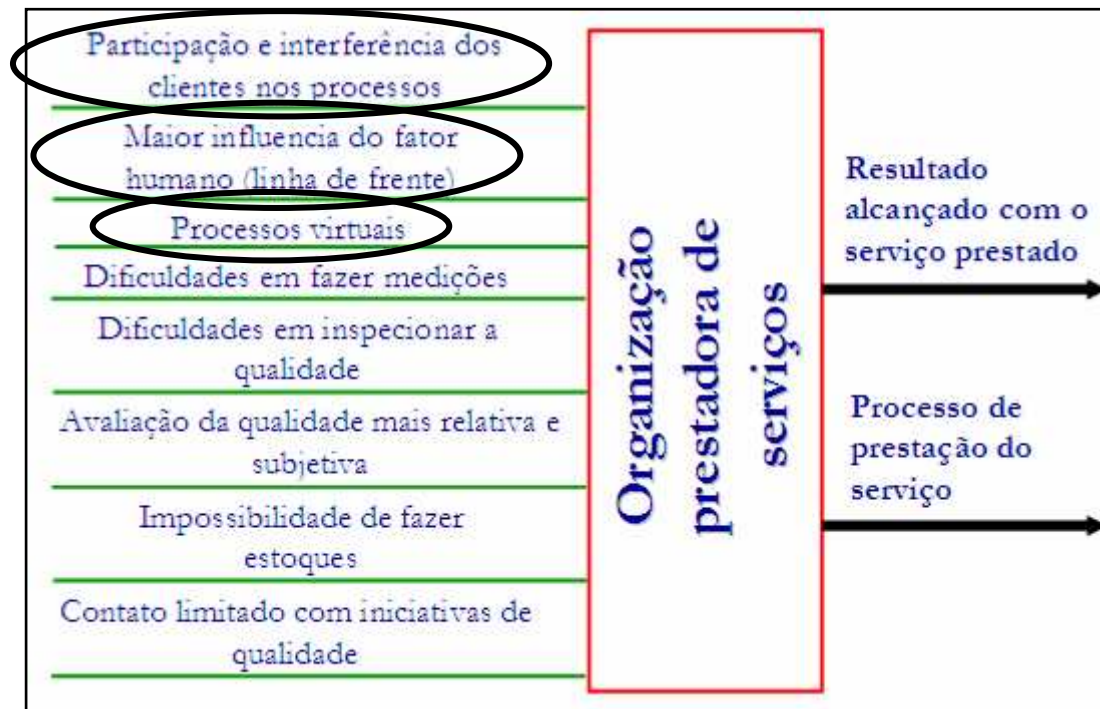 Participação e interferência dos
clientes nos processos
Maior influencia do fator
humano (linha de frente)
Processos virtuais
Dificuldades em fazer medições
Dificuldades em inspecionar a
qualidade
Avaliação da qualidade mais relativa e
subjetiva
Impossibilidade de fazer
estoques
Contato limitado com iniciativas de
qualidade
Organização
prestadora de
serviços
Resultado
alcançado com o
serviço prestado
Processo de
prestação do
serviço